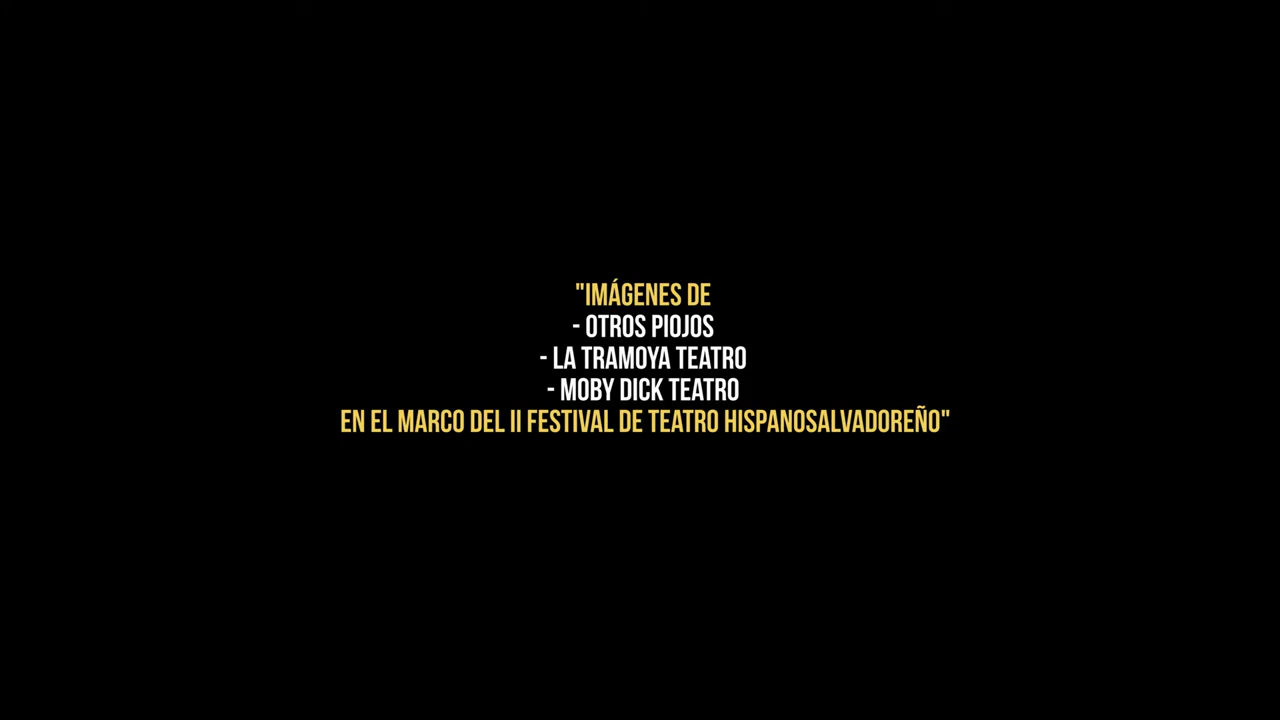 "IMÁGENES DE
- OTROS PIOJOS
- LA TRAMOYA TEATRO
- MOBY DICK TEATRO
EN EL MARCO DEL II FESTIVAL DE TEATRO HISPANOSALVADOREÑO"